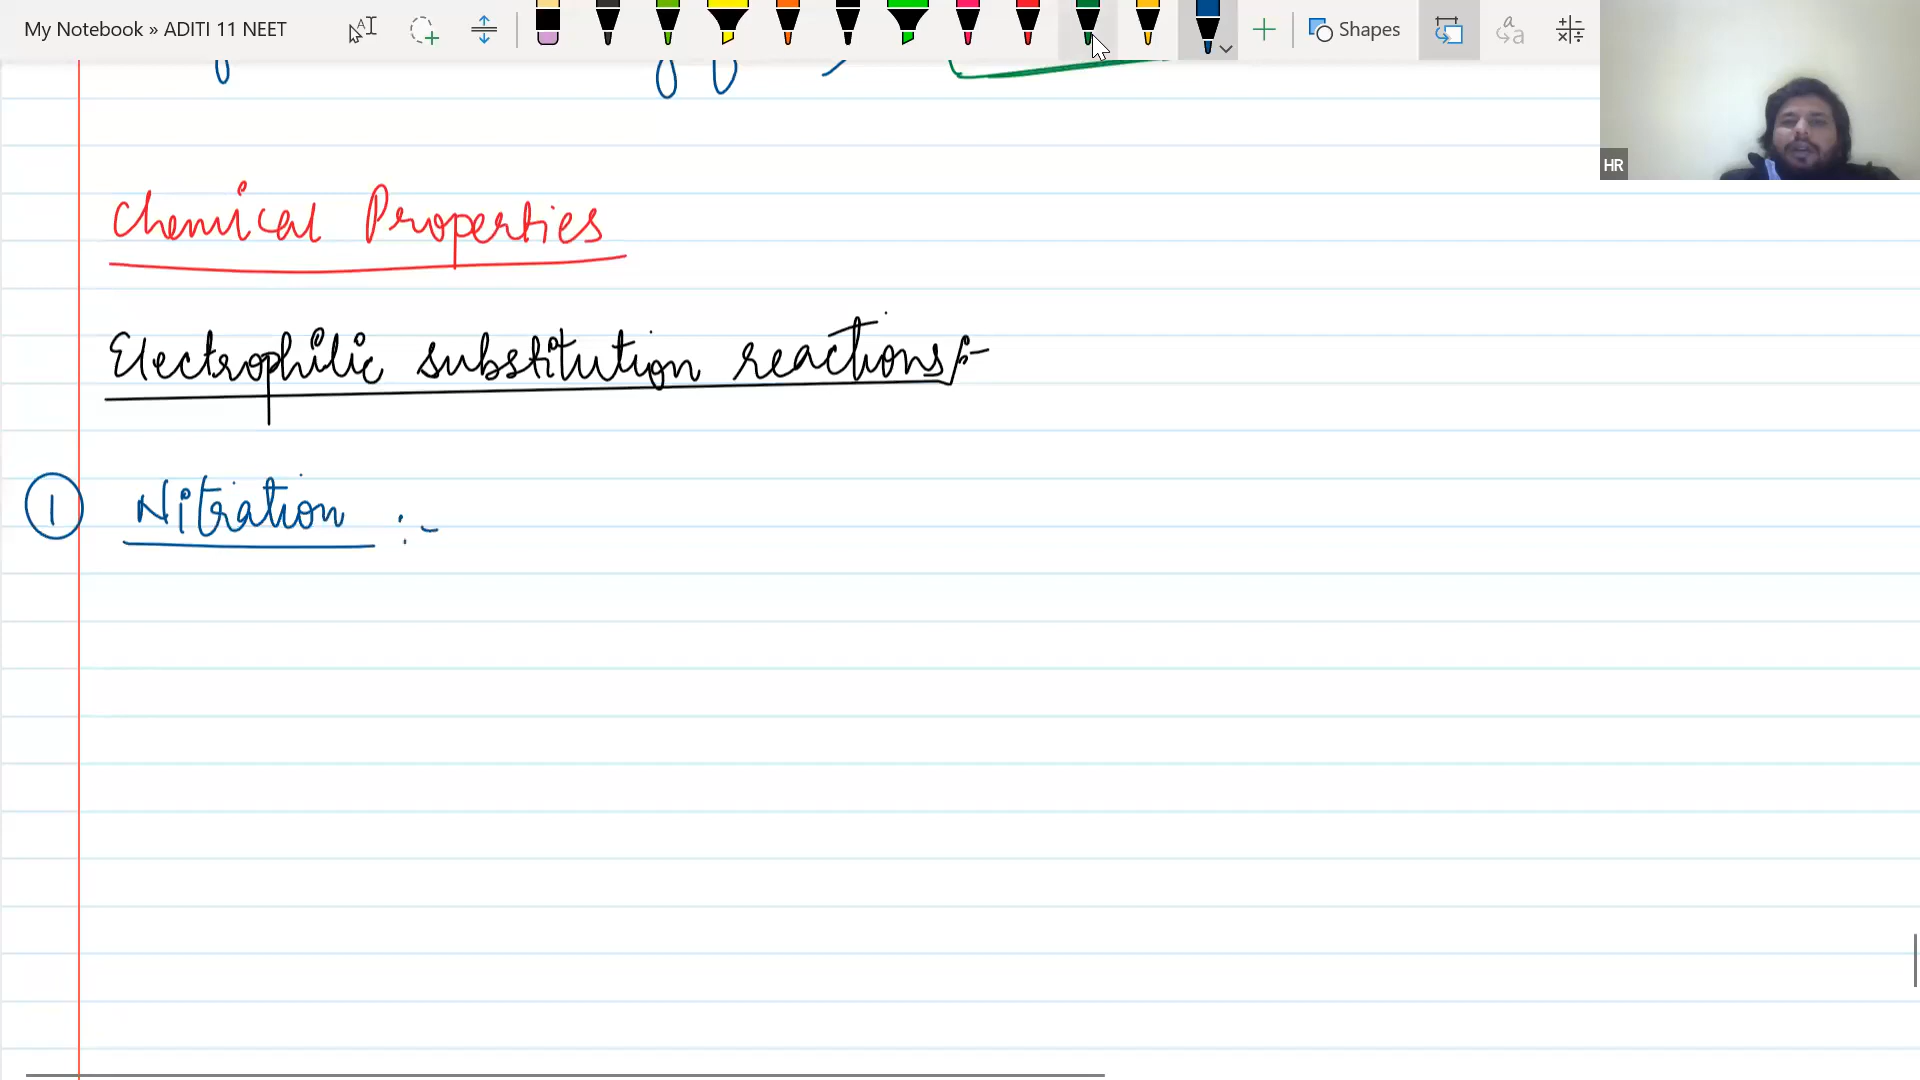 My Notebook » ADITI 11 NEET
Shapes
HR
Chemical Properties
Electrophilic substitution reactions :-
① Nitration :-